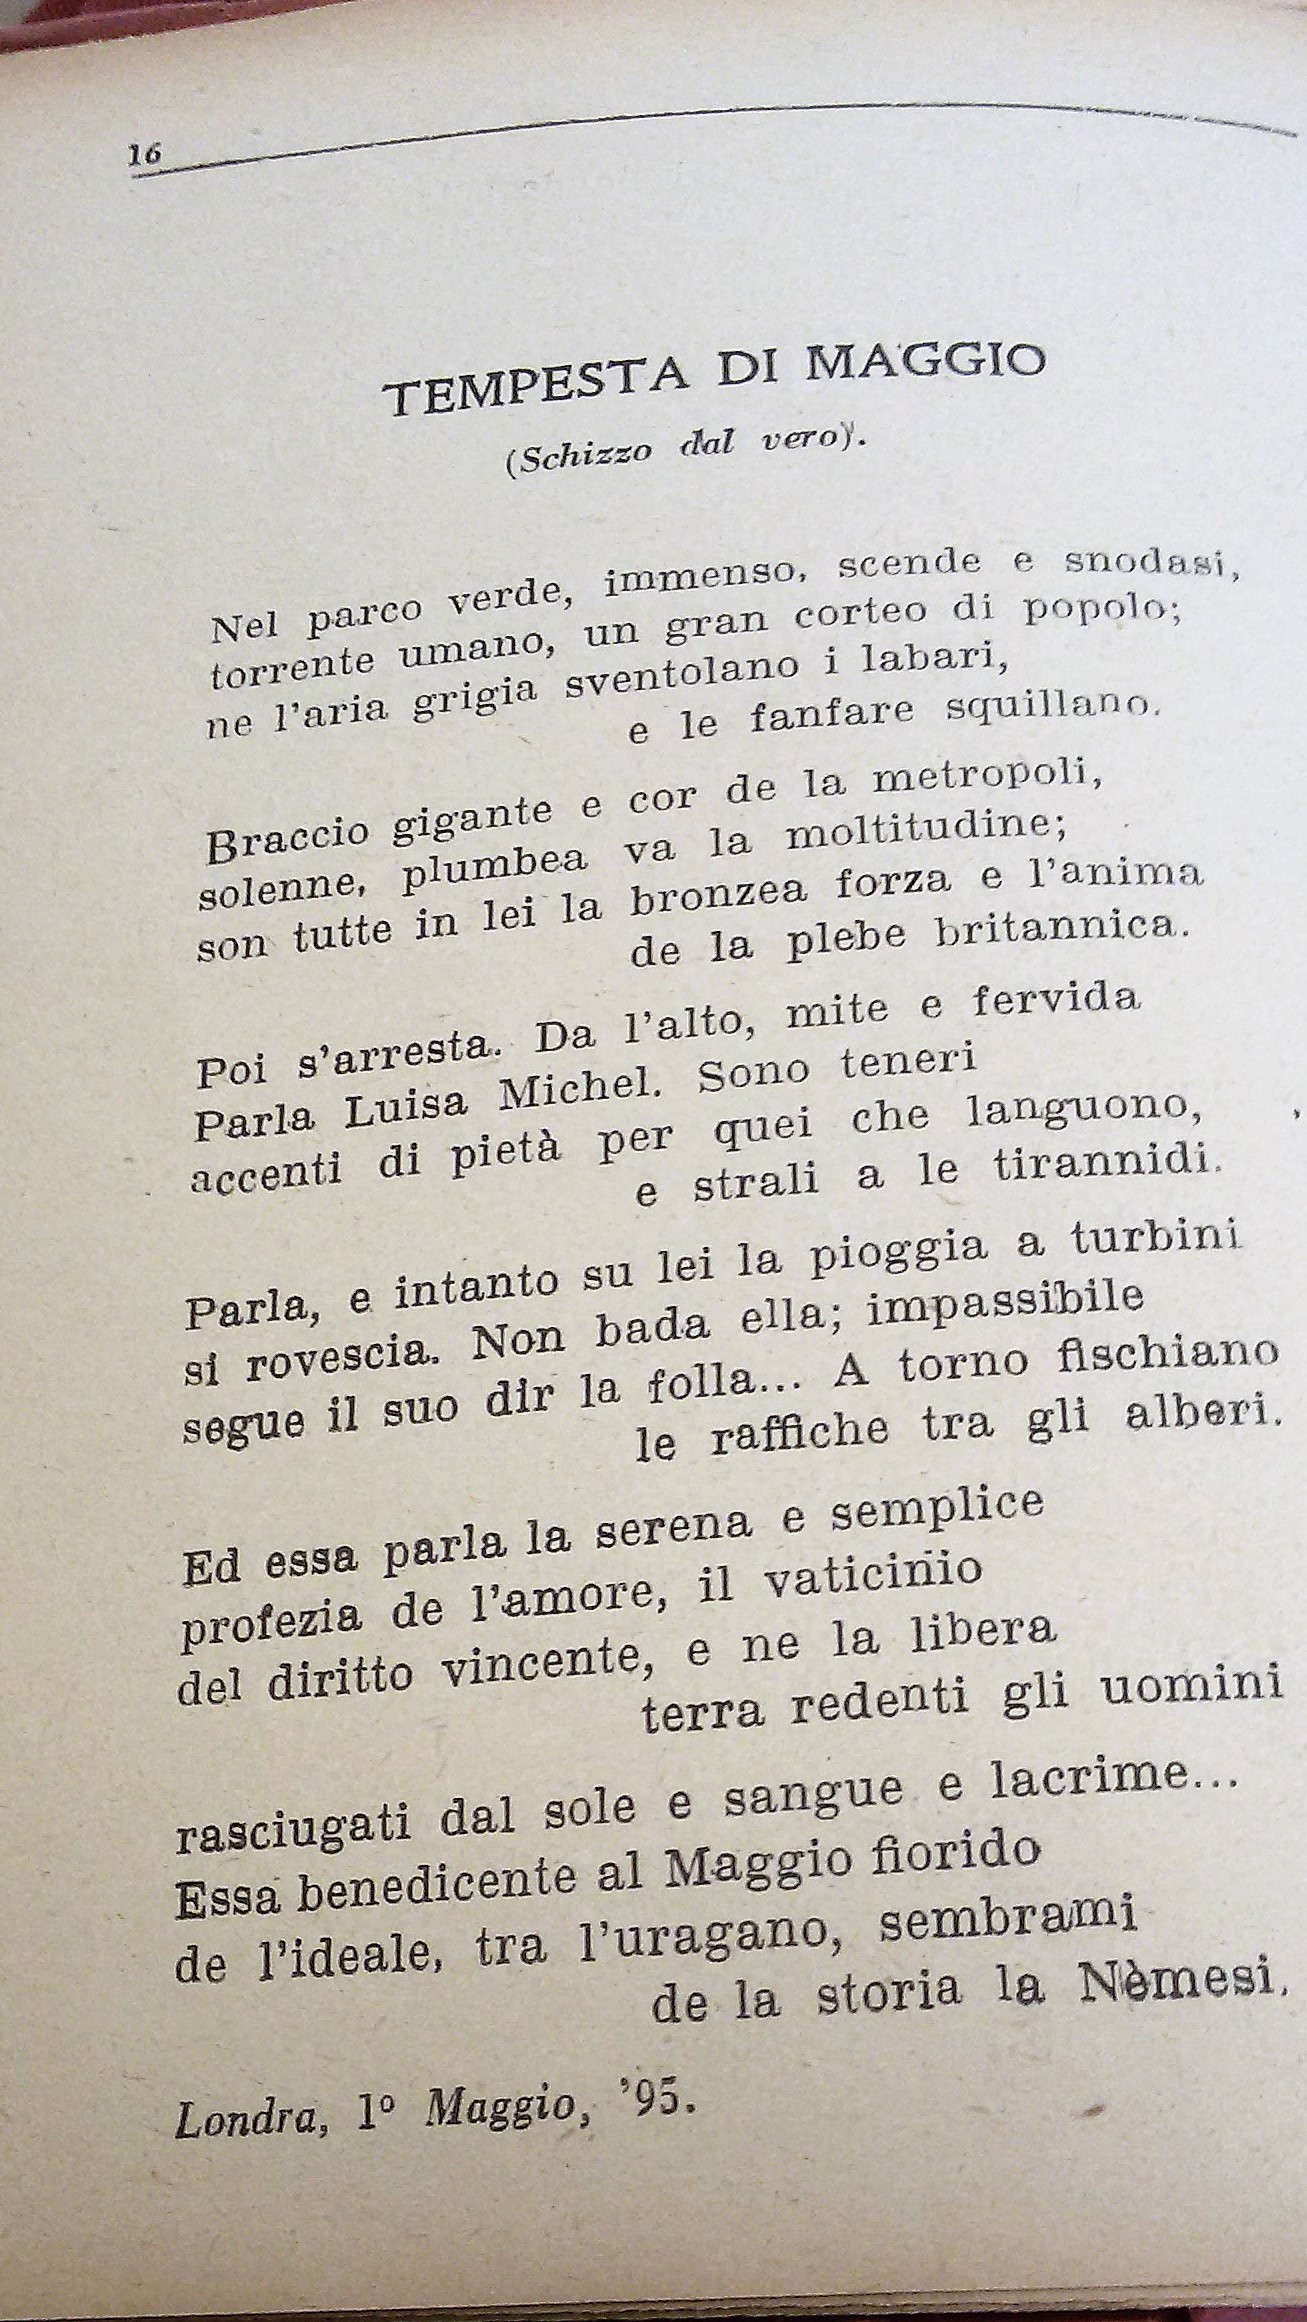 16
TEMPESTA DI MAGGIO
(Schizzo dal vero).
Nel parco verde, immenso, scende e snodasi,
torrente umano, un gran corteo di popolo;
ne l'aria grigia sventolano i labari,
e le fanfare squillano.
Braccio gigante e cor de la metropoli,
solenne, plumbea va la moltitudine;
son tutte in lei la bronzea forza e l'anima
de la plebe britannica.
Poi s'arresta. Da l'alto, mite e fervida
Parla Luisa Michel. Sono teneri
accenti di pietà per quei che languono,
e strali a le tirannidi.
Parla, e intanto su lei la pioggia a turbini
si rovescia. Non bada ella; impassibile
segue il suo dir la folla... A torno fischiano
le raffiche tra gli alberi.
Ed essa parla la serena e semplice
profezia de l'amore, il vaticinio
del diritto vincente, e ne la libera
terra redenti gli uomini
rasciugati dal sole e sangue e lacrime...
Essa benedicente al Maggio fiorido
de l'ideale, tra l'uragano, sembrami
de la storia la Nèmesi.
Londra, 1º Maggio, '95.